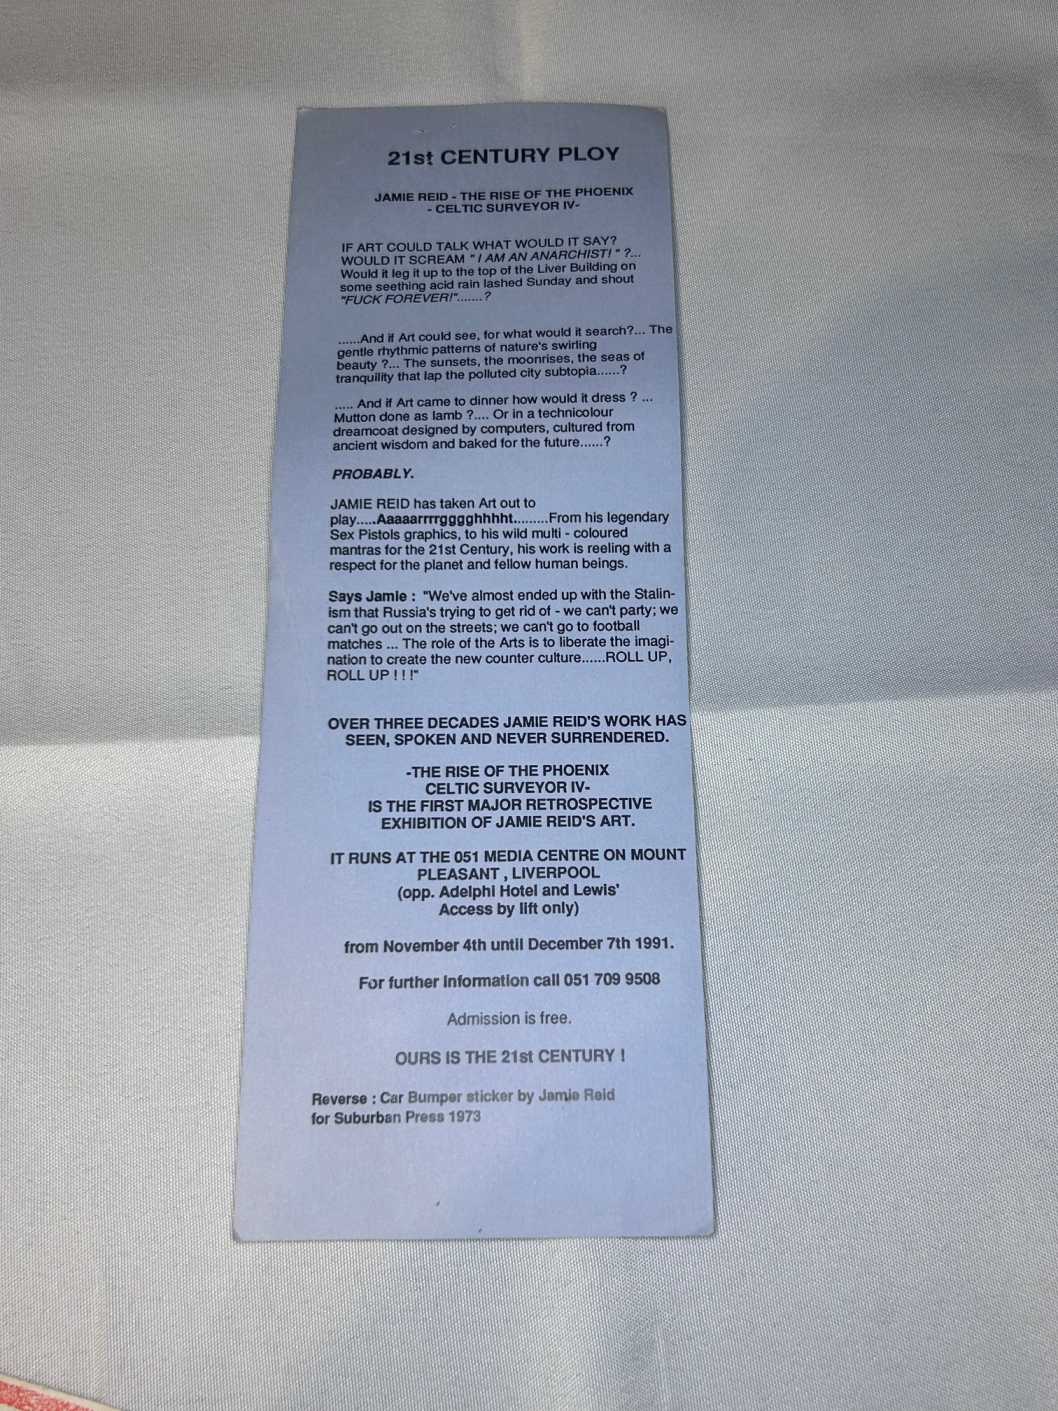 21st CENTURY PLOY
JAMIE REID - THE RISE OF THE PHOENIX
- CELTIC SURVEYOR IV-
IF ART COULD TALK WHAT WOULD IT SAY?
WOULD IT SCREAM " I AM AN ANARCHIST! " ?...
Would it leg it up to the top of the Liver Building on
some seething acid rain lashed Sunday and shout
"FUCK FOREVER!".......?
......And if Art could see, for what would it search?... The
gentle rhythmic patterns of nature's swirling
beauty ?... The sunsets, the moonrises, the seas of
tranquility that lap the polluted city subtopia......?
..... And if Art came to dinner how would it dress ? ...
Mutton done as lamb ?.... Or in a technicolour
dreamcoat designed by computers, cultured from
ancient wisdom and baked for the future......?
PROBABLY.
JAMIE REID has taken Art out to
play.....Aaaaarrrrgggghhhht.........From his legendary
Sex Pistols graphics, to his wild multi - coloured
mantras for the 21st Century, his work is reeling with a
respect for the planet and fellow human beings.
Says Jamie : "We've almost ended up with the Stalin-
ism that Russia's trying to get rid of - we can't party; we
can't go out on the streets; we can't go to football
matches ... The role of the Arts is to liberate the imagi-
nation to create the new counter culture......ROLL UP,
ROLL UP ! ! !"
OVER THREE DECADES JAMIE REID'S WORK HAS
SEEN, SPOKEN AND NEVER SURRENDERED.
-THE RISE OF THE PHOENIX
CELTIC SURVEYOR IV-
IS THE FIRST MAJOR RETROSPECTIVE
EXHIBITION OF JAMIE REID'S ART.
IT RUNS AT THE 051 MEDIA CENTRE ON MOUNT
PLEASANT , LIVERPOOL
(opp. Adelphi Hotel and Lewis'
Access by lift only)
from November 4th until December 7th 1991.
For further Information call 051 709 9508
Admission is free.
OURS IS THE 21st CENTURY !
Reverse : Car Bumper sticker by Jamie Reid
for Suburban Press 1973